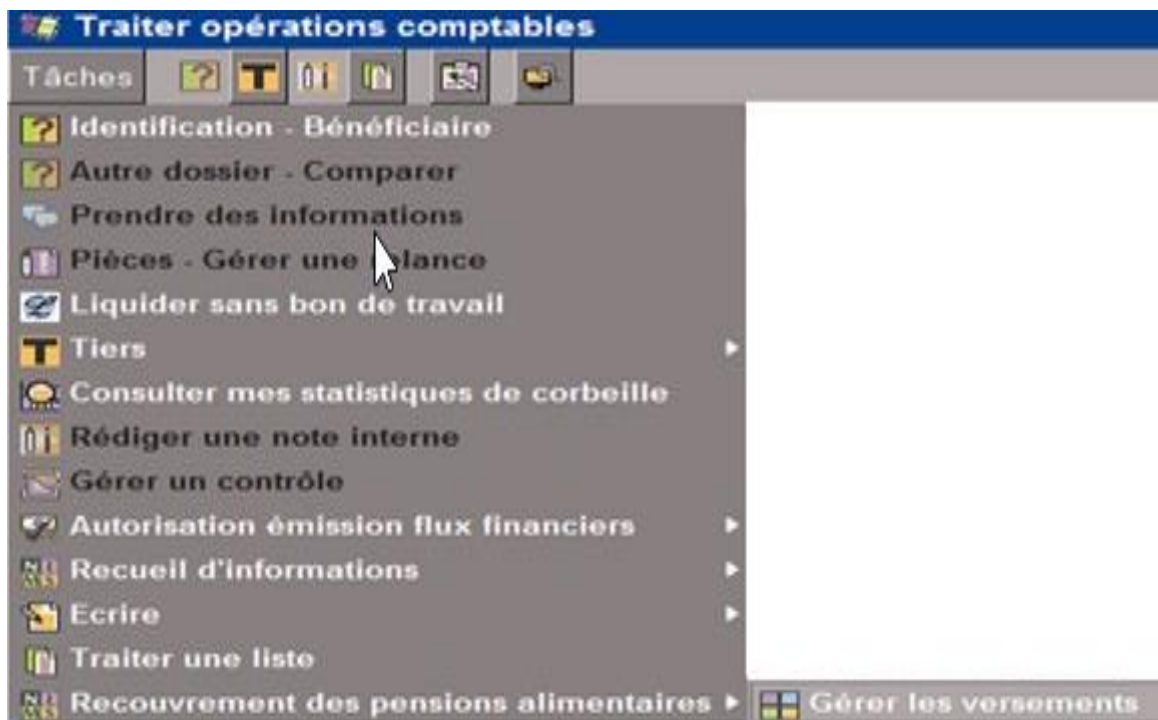 Traiter opérations comptables
Tâches
Identification - Bénéficiaire
Autre dossier - Comparer
Prendre des informations
Pièces - Gérer une relance
Liquider sans bon de travail
Tiers
Consulter mes statistiques de corbeille
Rédiger une note interne
Gérer un contrôle
Autorisation émission flux financiers
Recueil d'informations
Ecrire
Traiter une liste
Recouvrement des pensions alimentaires
Gérer les versements